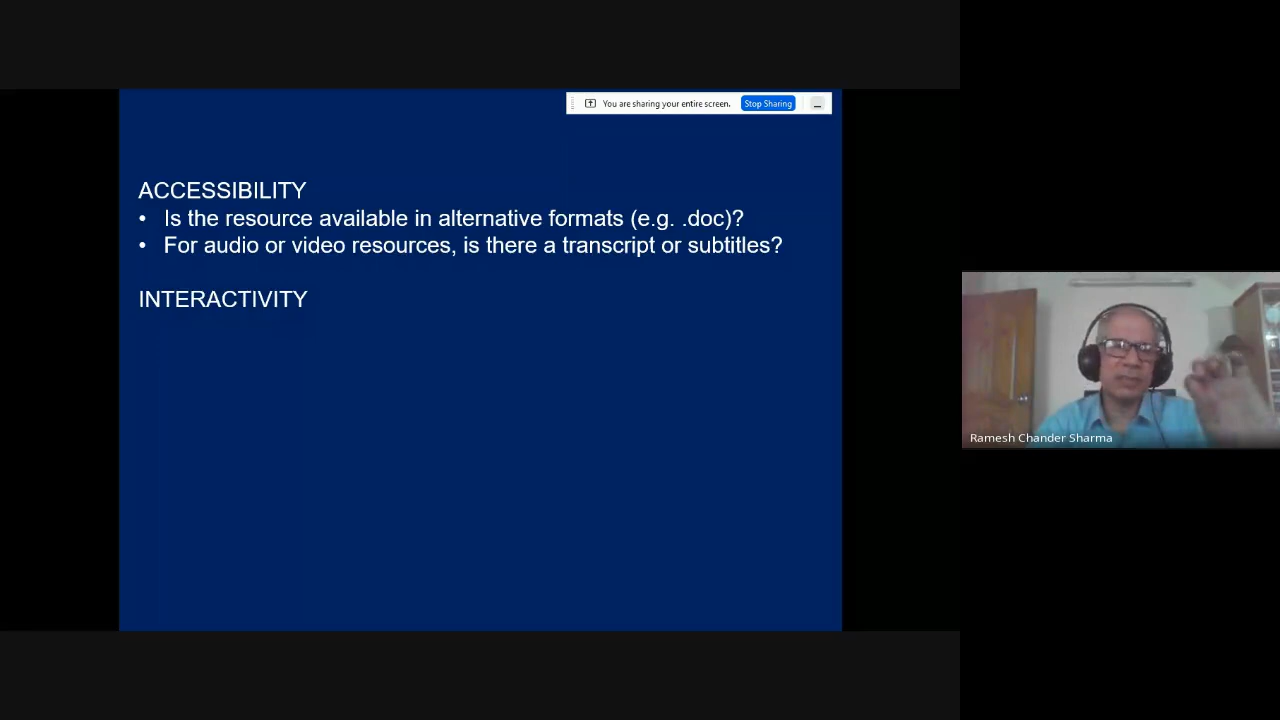 You are sharing your entire screen. Stop Sharing
ACCESSIBILITY
• Is the resource available in alternative formats (e.g. .doc)?
• For audio or video resources, is there a transcript or subtitles?
INTERACTIVITY
Ramesh Chander Sharma